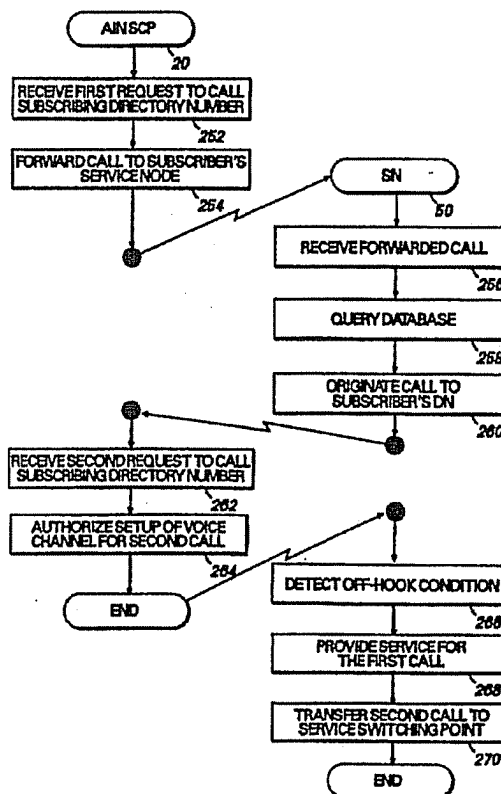 AIN SCP
20
RECEIVE FIRST REQUEST TO CALL
SUBSCRIBING DIRECTORY NUMBER
252
FORWARD CALL TO SUBSCRIBER'S
SERVICE NODE
254
SN
50
RECEIVE FORWARDED CALL
256
QUERY DATABASE
258
ORIGINATE CALL TO
SUBSCRIBER'S DN
260
RECEIVE SECOND REQUEST TO CALL
SUBSCRIBING DIRECTORY NUMBER
262
AUTHORIZE SETUP OF VOICE
CHANNEL FOR SECOND CALL
264
END
DETECT OFF-HOOK CONDITION
266
PROVIDE SERVICE FOR
THE FIRST CALL
268
TRANSFER SECOND CALL TO
SERVICE SWITCHING POINT
270
END